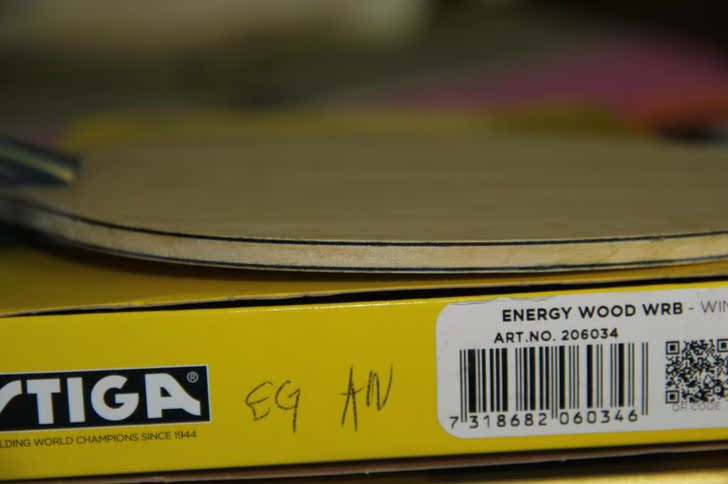 ENERGY WOOD WRB - WIN
ART.NO. 206034
STIGA®
EG AN
LDING WORLD CHAMPIONS SINCE 1944
7 318682 060346
QR CODE